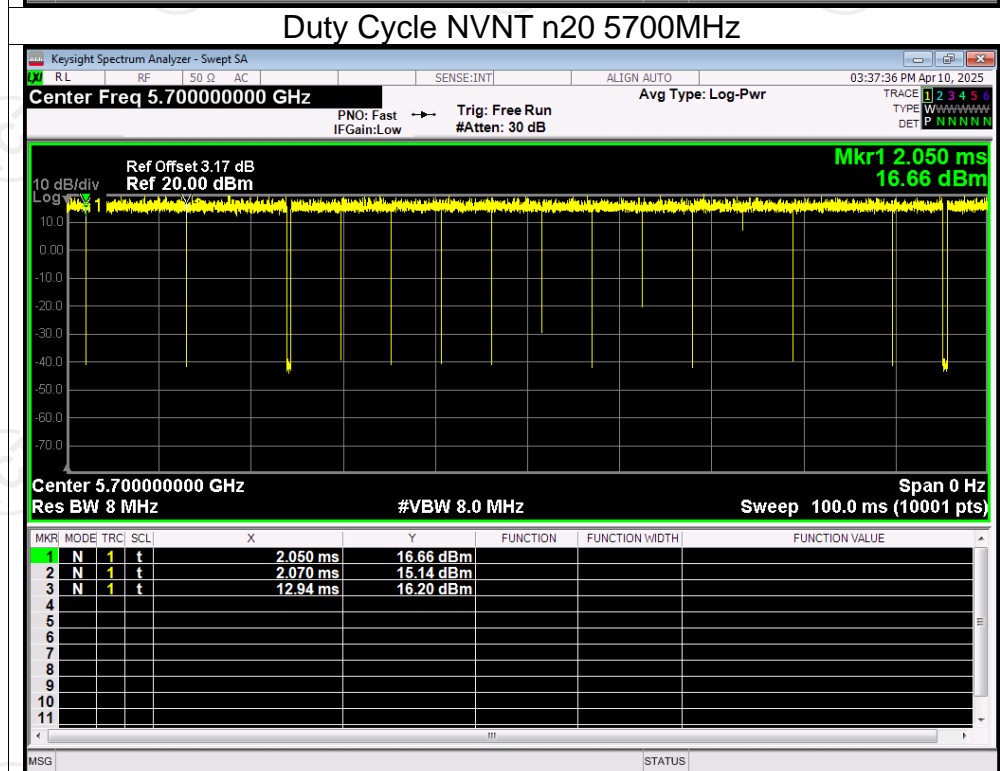 Duty Cycle NVNT n20 5700MHz
Keysight Spectrum Analyzer - Swept SA
LXI RL RF 50 Ω AC SENSE:INT ALIGN AUTO 03:37:36 PM Apr 10, 2025
Center Freq 5.700000000 GHz Avg Type: Log-Pwr TRACE 1 2 3 4 5 6
PNO: Fast Trig: Free Run TYPE WWWWWW
IFGain:Low #Atten: 30 dB DET P N N N N N
Mkr1 2.050 ms
Ref Offset 3.17 dB
10 dB/div Ref 20.00 dBm 16.66 dBm
Log
1
10.0
0.00
-10.0
-20.0
-30.0
-40.0
-50.0
-60.0
-70.0
Center 5.700000000 GHz Span 0 Hz
Res BW 8 MHz #VBW 8.0 MHz Sweep 100.0 ms (10001 pts)
MKR MODE TRC SCL X Y FUNCTION FUNCTION WIDTH FUNCTION VALUE
1 N 1 t 2.050 ms 16.66 dBm
2 N 1 t 2.070 ms 15.14 dBm
3 N 1 t 12.94 ms 16.20 dBm
4
5
6
7
8
9
10
11
MSG STATUS